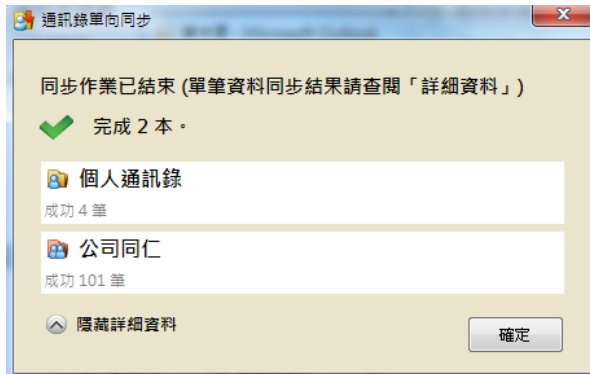 通訊錄單向同步
同步作業已結束 (單筆資料同步結果請查閱「詳細資料」)
完成 2 本。
個人通訊錄
成功 4 筆
公司同仁
成功 101 筆
隱藏詳細資料
確定